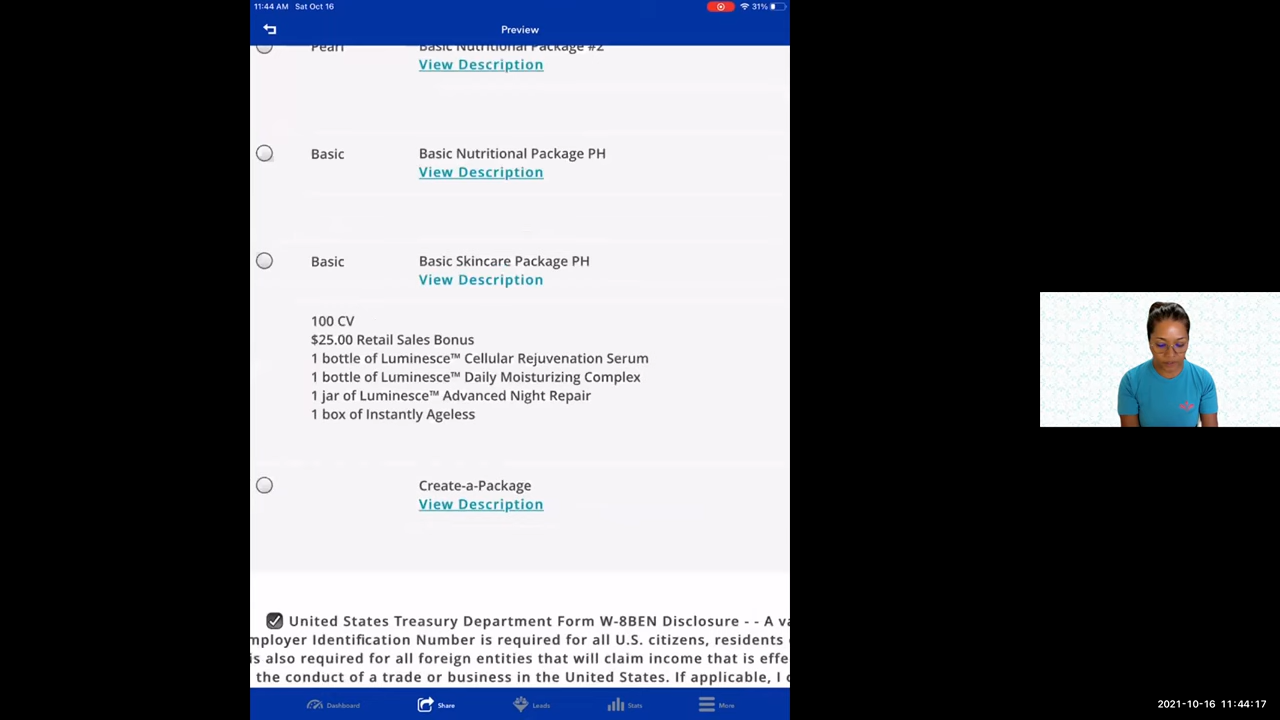 11:44 AM Sat Oct 16
31%
Preview
Pearl Basic Nutritional Package #2
View Description
Basic Basic Nutritional Package PH
View Description
Basic Basic Skincare Package PH
View Description
100 CV
$25.00 Retail Sales Bonus
1 bottle of Luminesce™ Cellular Rejuvenation Serum
1 bottle of Luminesce™ Daily Moisturizing Complex
1 jar of Luminesce™ Advanced Night Repair
1 box of Instantly Ageless
Create-a-Package
View Description
United States Treasury Department Form W-8BEN Disclosure - - A va
mployer Identification Number is required for all U.S. citizens, residents
is also required for all foreign entities that will claim income that is effe
the conduct of a trade or business in the United States. If applicable, I
Dashboard Share Leads Stats More
2021-10-16 11:44:17